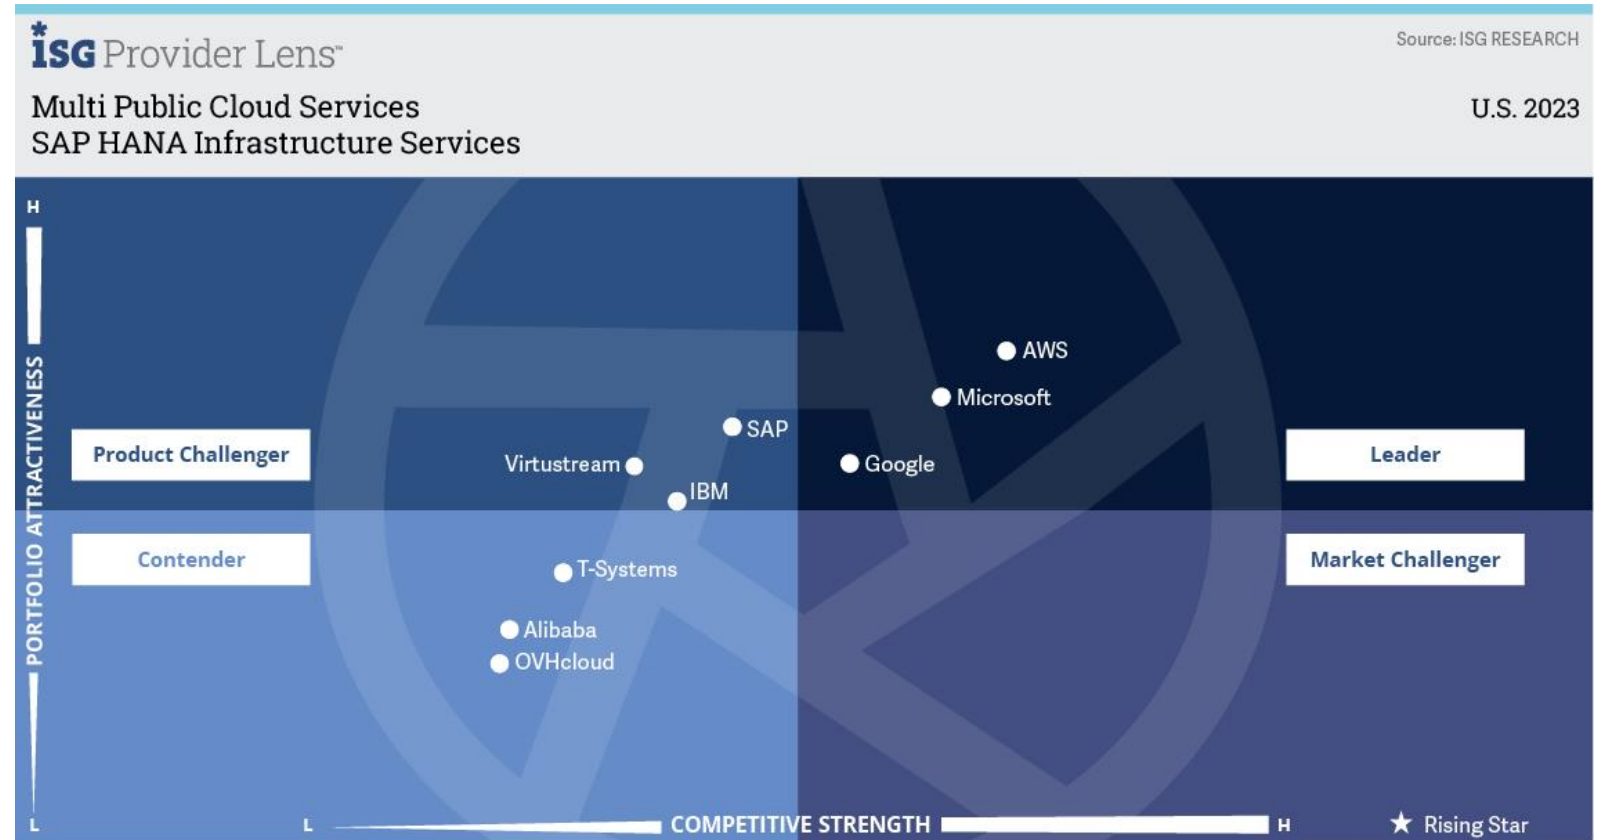 ISG Provider Lens™
Source: ISG RESEARCH
Multi Public Cloud Services
SAP HANA Infrastructure Services
U.S. 2023
H
PORTFOLIO ATTRACTIVENESS
L
AWS
Microsoft
SAP
Product Challenger
Virtustream
Google
Leader
IBM
Contender
T-Systems
Market Challenger
Alibaba
OVHcloud
L
COMPETITIVE STRENGTH
H
★ Rising Star